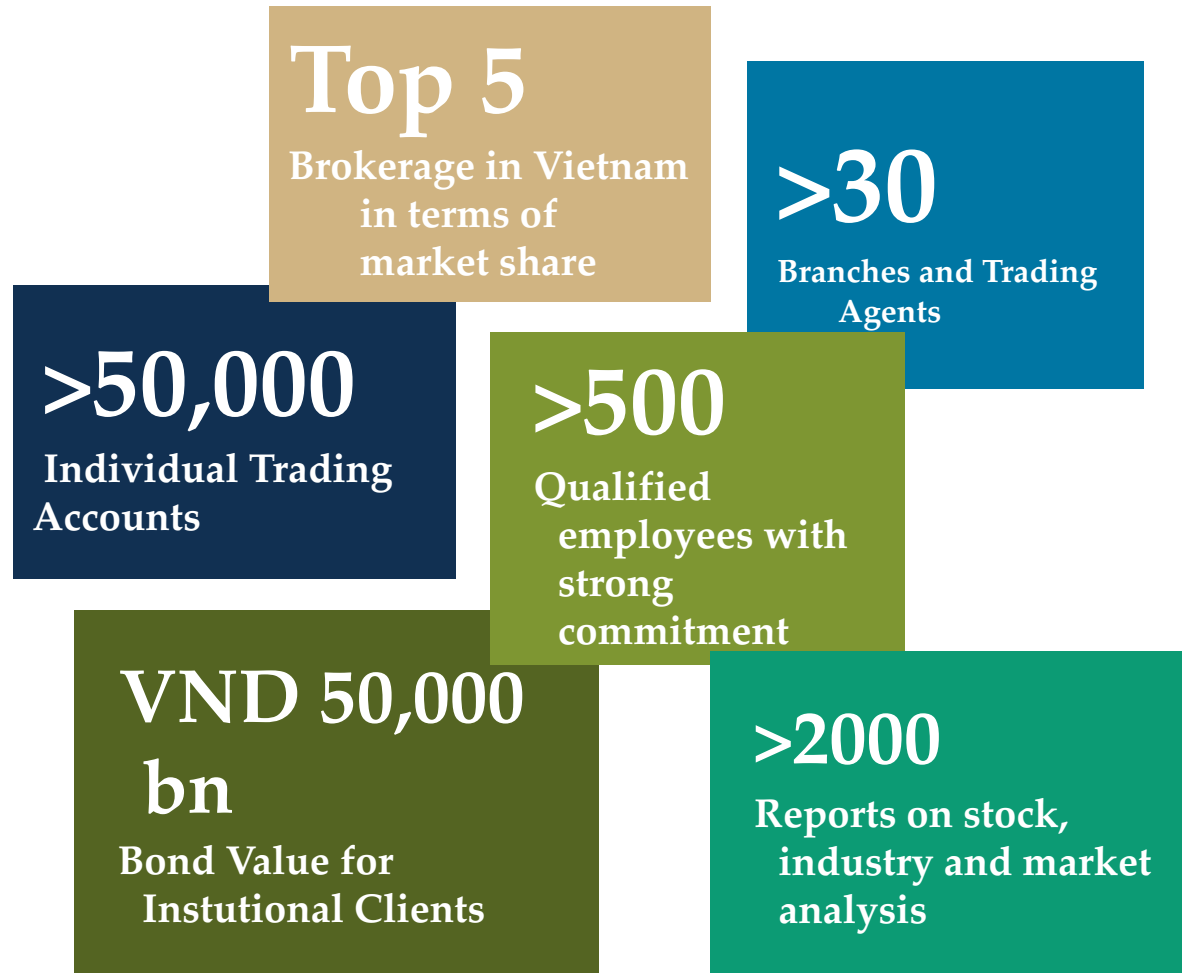 Top 5
Brokerage in Vietnam
in terms of
market share
>30
Branches and Trading
Agents
>50,000
Individual Trading
Accounts
>500
Qualified
employees with
strong
commitment
VND 50,000
bn
Bond Value for
Instutional Clients
>2000
Reports on stock,
industry and market
analysis